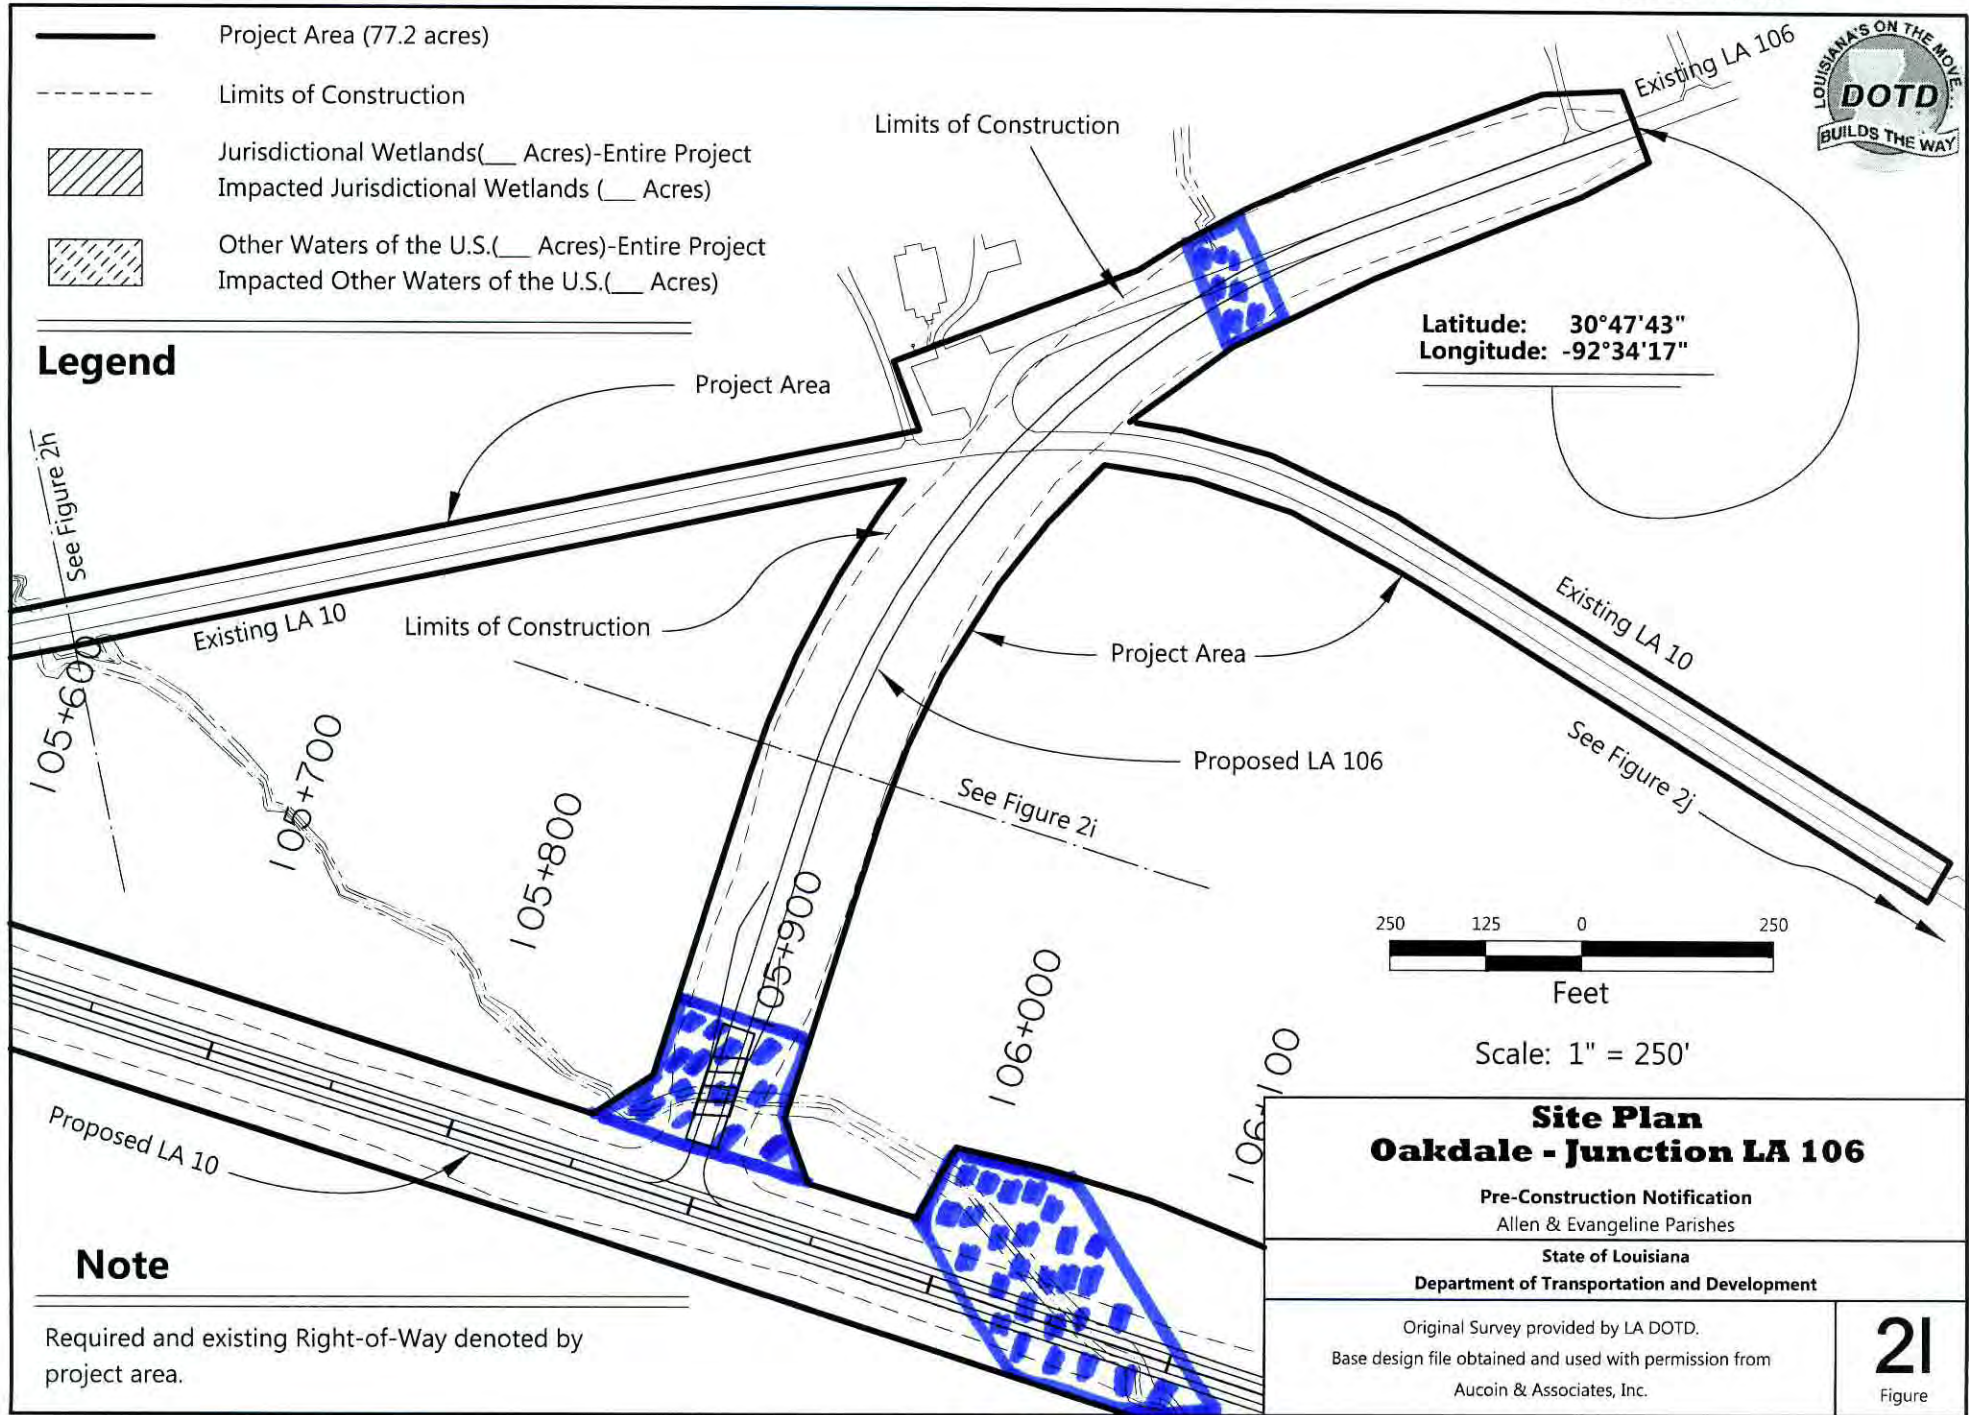 Project Area (77.2 acres)
Limits of Construction
Jurisdictional Wetlands(__ Acres)-Entire Project
Impacted Jurisdictional Wetlands (__ Acres)
Other Waters of the U.S.(__ Acres)-Entire Project
Impacted Other Waters of the U.S.(__ Acres)
Legend
Limits of Construction
Existing LA 106
LOUISIANA'S ON THE MOVE...
DOTD
BUILDS THE WAY
Latitude: 30°47'43"
Longitude: -92°34'17"
Project Area
See Figure 2h
Existing LA 10
Limits of Construction
Project Area
Existing LA 10
Proposed LA 106
See Figure 2i
See Figure 2j
105+600
105+700
105+800
105+900
106+000
106+100
Proposed LA 10
250 125 0 250
Feet
Scale: 1" = 250'
Note
Required and existing Right-of-Way denoted by
project area.
Site Plan
Oakdale - Junction LA 106
Pre-Construction Notification
Allen & Evangeline Parishes
State of Louisiana
Department of Transportation and Development
Original Survey provided by LA DOTD.
Base design file obtained and used with permission from
Aucoin & Associates, Inc.
2I
Figure